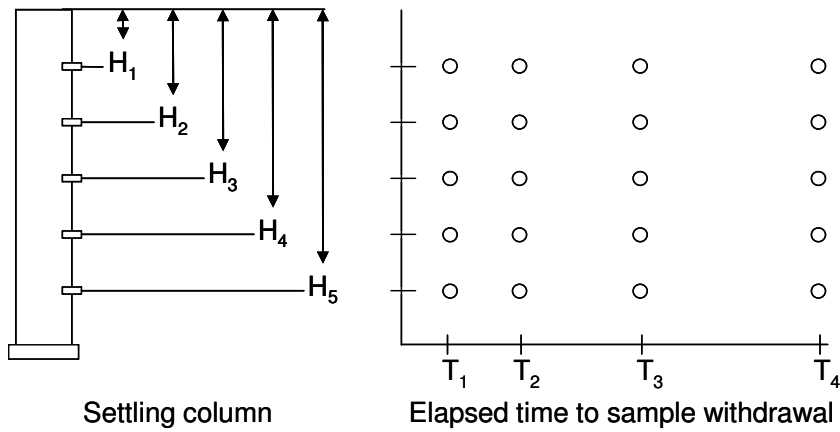 H1
H2
H3
H4
H5
T1 T2 T3 T4
Settling column
Elapsed time to sample withdrawal